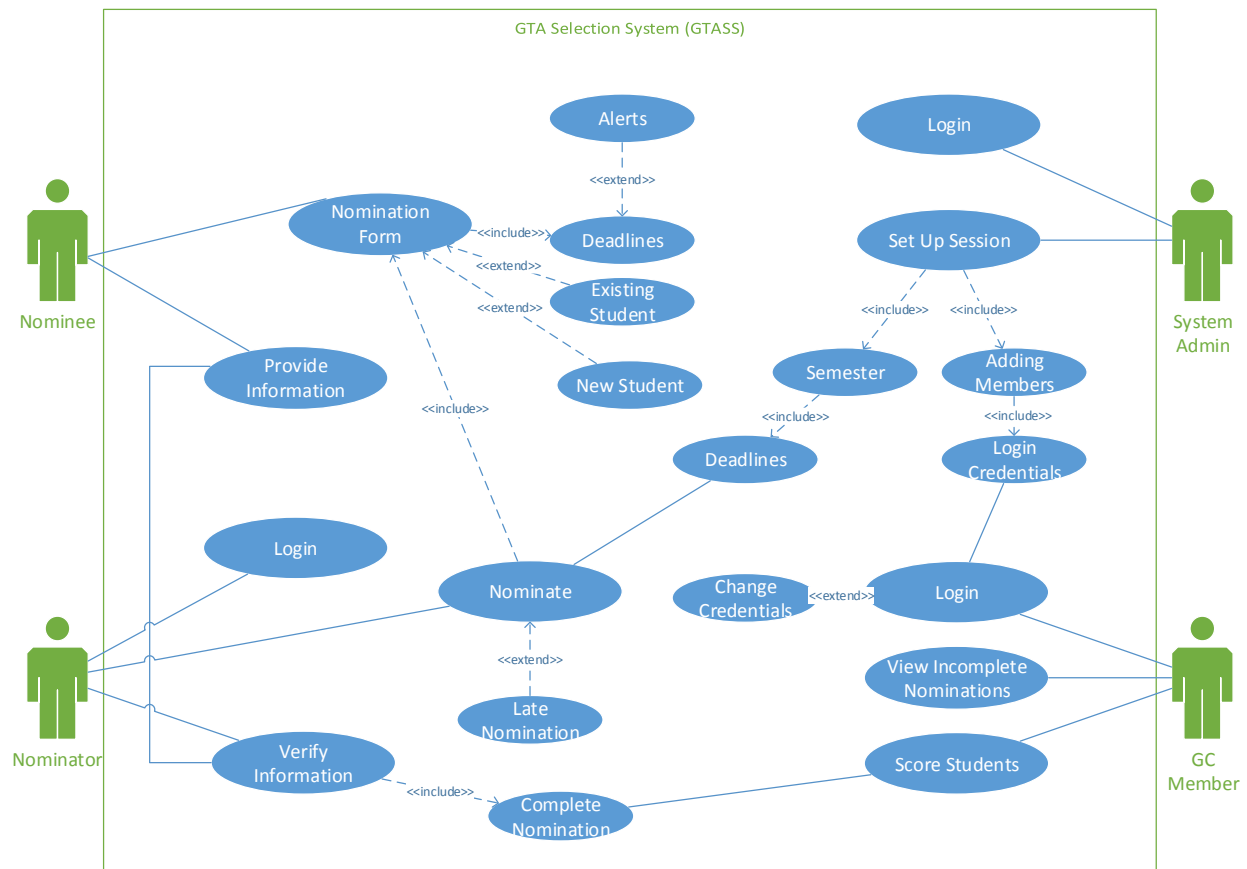 GTA Selection System (GTASS)
Alerts
Login
<<extend>>
Nomination
Form
<<include>>
Deadlines
Set Up Session
<<extend>>
Existing
Student
Nominee
System
Admin
<<extend>>
<<include>>
<<include>>
Provide
Information
New Student
Semester
Adding
Members
<<include>>
<<include>>
<<include>>
Deadlines
Login
Credentials
Login
Nominate
Change
Credentials
<<extend>>
Login
<<extend>>
View Incomplete
Nominations
Late
Nomination
Nominator
Verify
Information
Score Students
GC
Member
<<include>>
Complete
Nomination